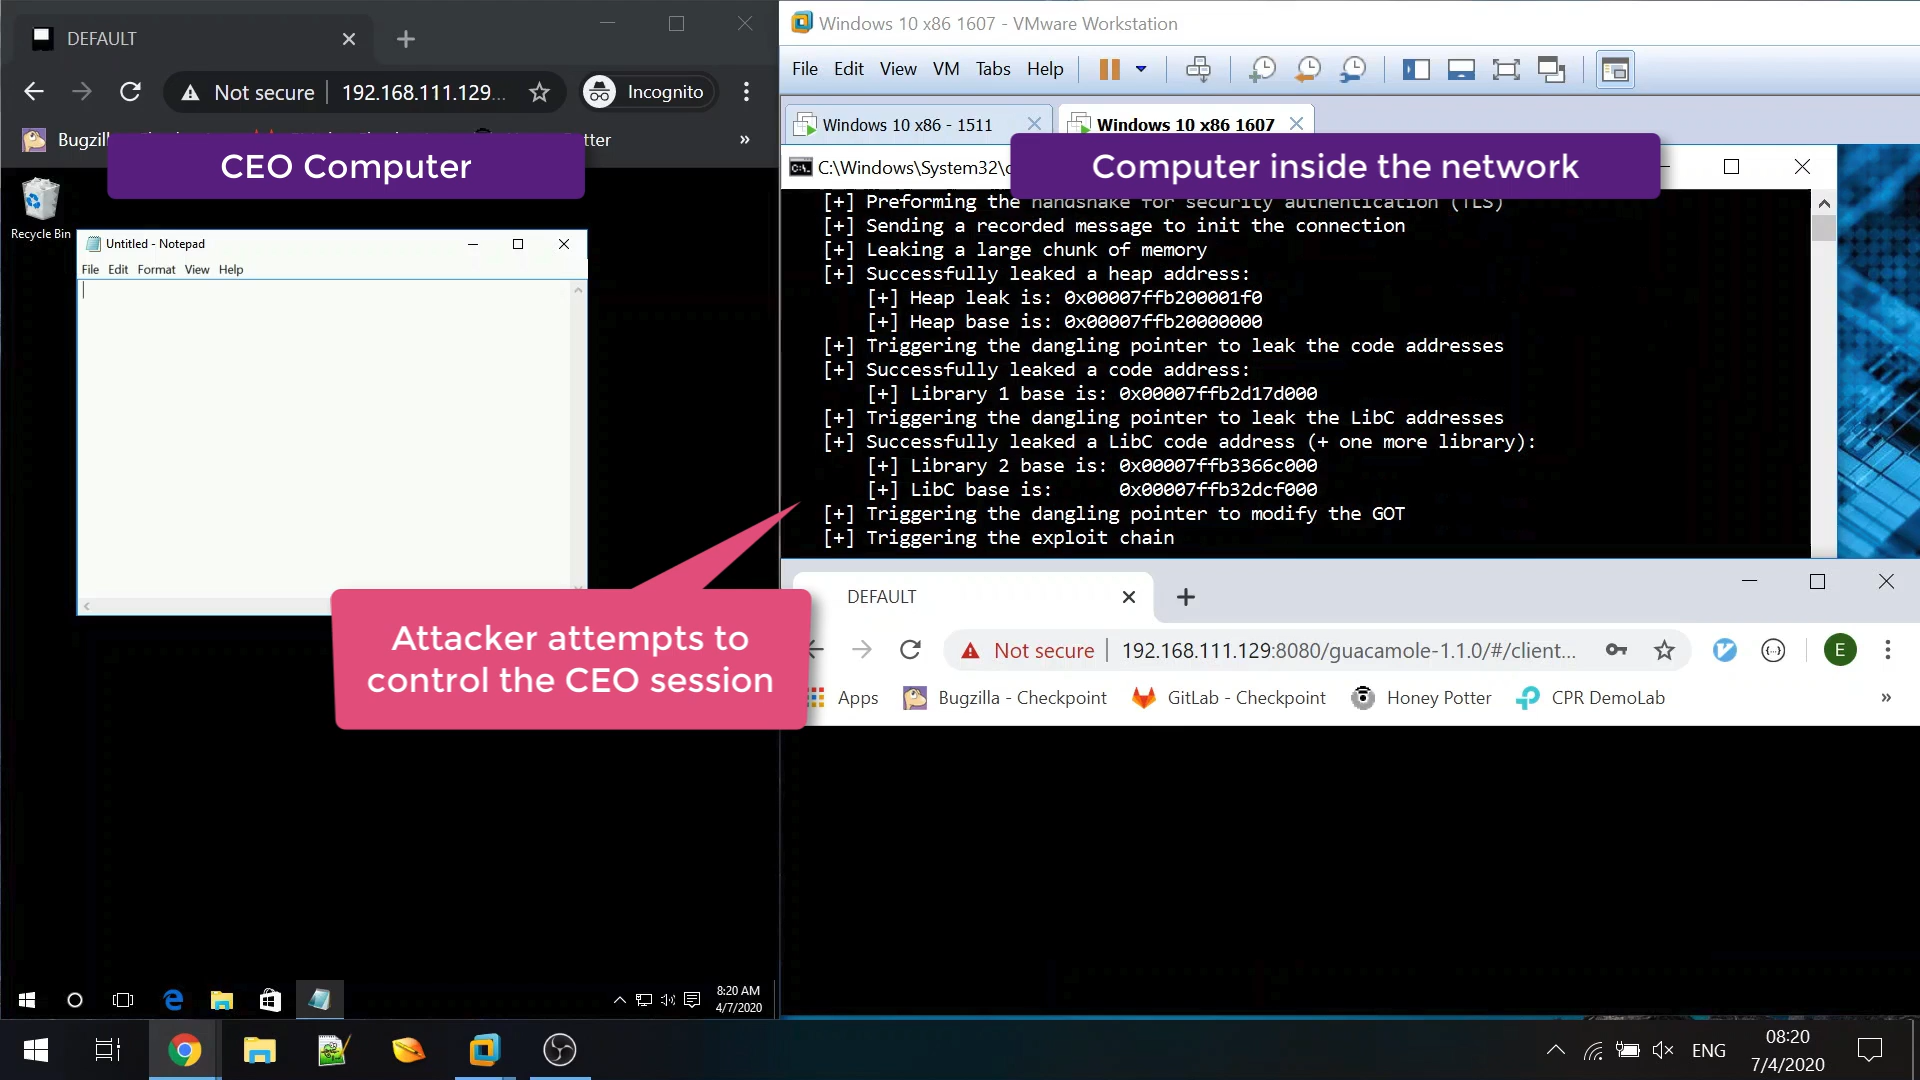 DEFAULT
Not secure
192.168.111.129...
Incognito
CEO Computer
Recycle Bin
Untitled - Notepad
File Edit Format View Help
Attacker attempts to
control the CEO session
8:20 AM
4/7/2020
Windows 10 x86 1607 - VMware Workstation
File Edit View VM Tabs Help
Windows 10 x86 - 1511
Windows 10 x86 1607
C:\Windows\System32\
Computer inside the network
[+] Preforming the handshake for security authentication (TLS)
[+] Sending a recorded message to init the connection
[+] Leaking a large chunk of memory
[+] Successfully leaked a heap address:
[+] Heap leak is: 0x00007ffb200001f0
[+] Heap base is: 0x00007ffb20000000
[+] Triggering the dangling pointer to leak the code addresses
[+] Successfully leaked a code address:
[+] Library 1 base is: 0x00007ffb2d17d000
[+] Triggering the dangling pointer to leak the LibC addresses
[+] Successfully leaked a LibC code address (+ one more library):
[+] Library 2 base is: 0x00007ffb3366c000
[+] LibC base is: 0x00007ffb32dcf000
[+] Triggering the dangling pointer to modify the GOT
[+] Triggering the exploit chain
DEFAULT
Not secure
192.168.111.129:8080/guacamole-1.1.0/#/client...
E
Apps
Bugzilla - Checkpoint
GitLab - Checkpoint
Honey Potter
CPR DemoLab
ENG
08:20
7/4/2020